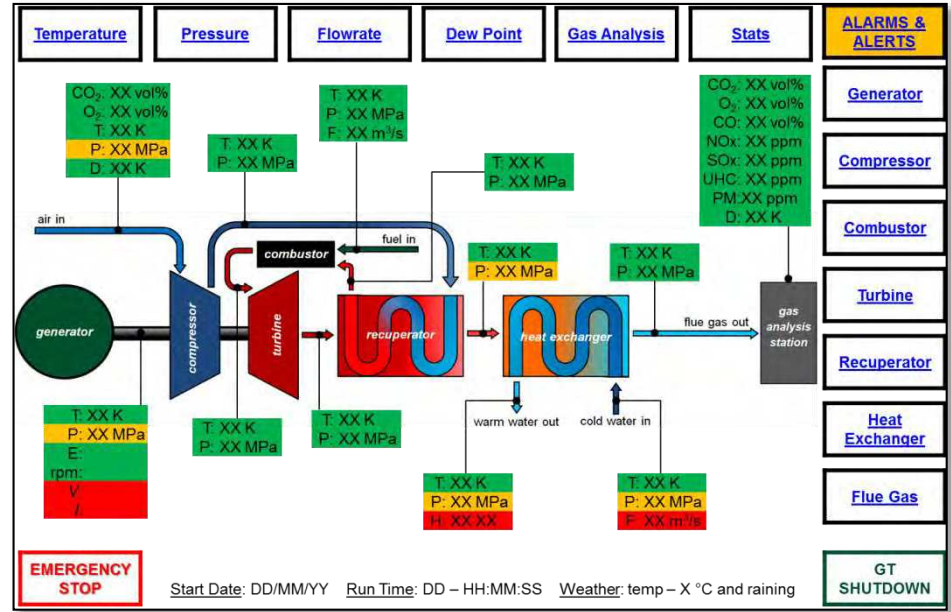 Temperature
Pressure
Flowrate
Dew Point
Gas Analysis
Stats
ALARMS &
ALERTS
CO₂: XX vol%
O₂: XX vol%
T: XX K
P: XX MPa
D: XX K
T: XX K
P: XX MPa
T: XX K
P: XX MPa
F: XX m³/s
T: XX K
P: XX MPa
CO₂: XX vol%
O₂: XX vol%
CO: XX vol%
NOx: XX ppm
SOx: XX ppm
UHC: XX ppm
PM:XX ppm
D: XX K
Generator
Compressor
Combustor
Turbine
Recuperator
Heat
Exchanger
Flue Gas
air in
fuel in
combustor
T: XX K
P: XX MPa
T: XX K
P: XX MPa
generator
compressor
turbine
recuperator
heat exchanger
flue gas out
gas
analysis
station
warm water out
cold water in
T: XX K
P: XX MPa
E:
rpm:
V:
I:
T: XX K
P: XX MPa
T: XX K
P: XX MPa
T: XX K
P: XX MPa
H: XX XX
T: XX K
P: XX MPa
F: XX m³/s
EMERGENCY
STOP
Start Date: DD/MM/YY Run Time: DD – HH:MM:SS Weather: temp – X °C and raining
GT
SHUTDOWN